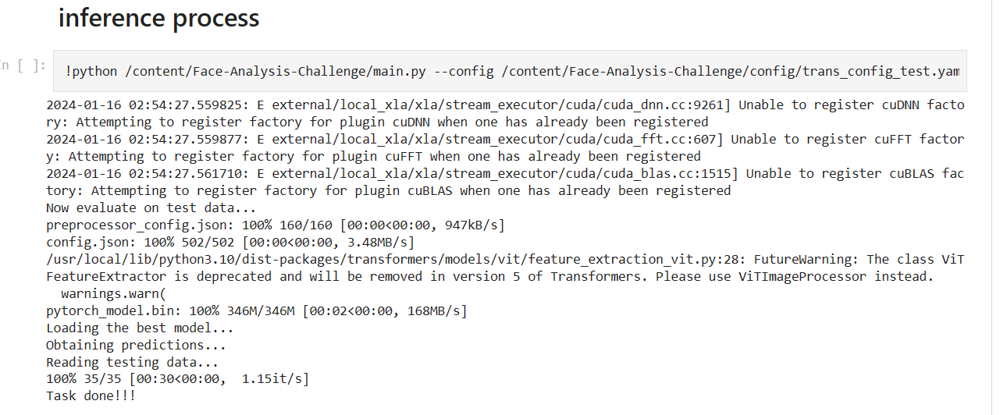 inference process
In [ ]:
!python /content/Face-Analysis-Challenge/main.py --config /content/Face-Analysis-Challenge/config/trans_config_test.yam
2024-01-16 02:54:27.559825: E external/local_xla/xla/stream_executor/cuda/cuda_dnn.cc:9261] Unable to register cuDNN facto
ry: Attempting to register factory for plugin cuDNN when one has already been registered
2024-01-16 02:54:27.559877: E external/local_xla/xla/stream_executor/cuda/cuda_fft.cc:607] Unable to register cuFFT factor
y: Attempting to register factory for plugin cuFFT when one has already been registered
2024-01-16 02:54:27.561710: E external/local_xla/xla/stream_executor/cuda/cuda_blas.cc:1515] Unable to register cuBLAS fac
tory: Attempting to register factory for plugin cuBLAS when one has already been registered
Now evaluate on test data...
preprocessor_config.json: 100% 160/160 [00:00<00:00, 947kB/s]
config.json: 100% 502/502 [00:00<00:00, 3.48MB/s]
/usr/local/lib/python3.10/dist-packages/transformers/models/vit/feature_extraction_vit.py:28: FutureWarning: The class ViT
FeatureExtractor is deprecated and will be removed in version 5 of Transformers. Please use ViTImageProcessor instead.
  warnings.warn(
pytorch_model.bin: 100% 346M/346M [00:02<00:00, 168MB/s]
Loading the best model...
Obtaining predictions...
Reading testing data...
100% 35/35 [00:30<00:00,  1.15it/s]
Task done!!!